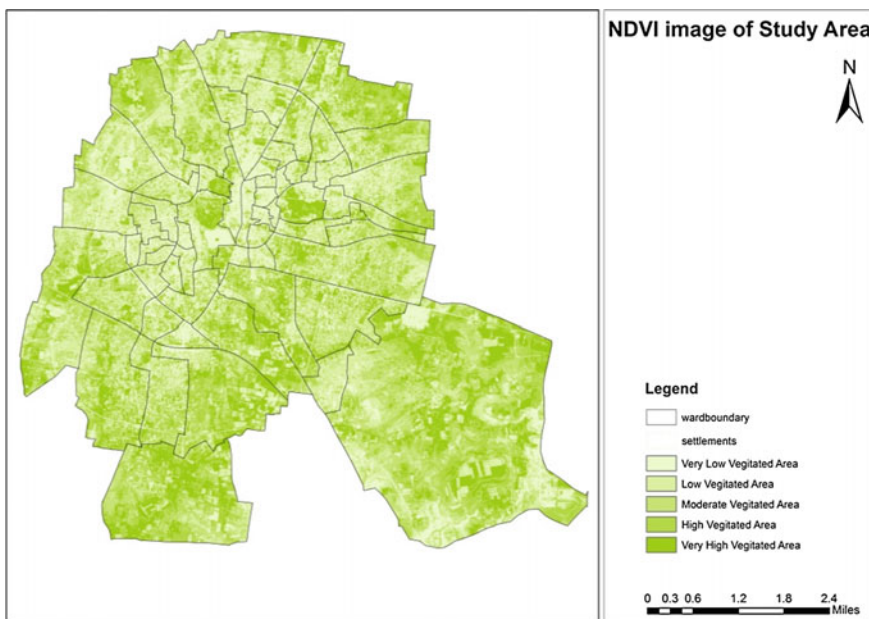 NDVI image of Study Area
N
Legend
wardboundary
settlements
Very Low Vegitated Area
Low Vegitated Area
Moderate Vegitated Area
High Vegitated Area
Very High Vegitated Area
0 0.3 0.6 1.2 1.8 2.4
Miles